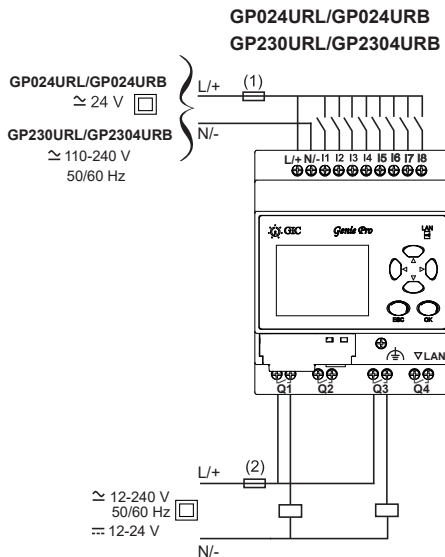 GP024URL/GP024URB
GP230URL/GP2304URB
GP024URL/GP024URB
≃ 24 V
GP230URL/GP2304URB
≃ 110-240 V
50/60 Hz
L/+ (1)
N/-
L/+ N/- I1 I2 I3 I4 I5 I6 I7 I8
GIC Genie Pro LAN
ESC OK
▽LAN
Q1 Q2 Q3 Q4
L/+ (2)
≃ 12-240 V
50/60 Hz
⎓ 12-24 V
N/-